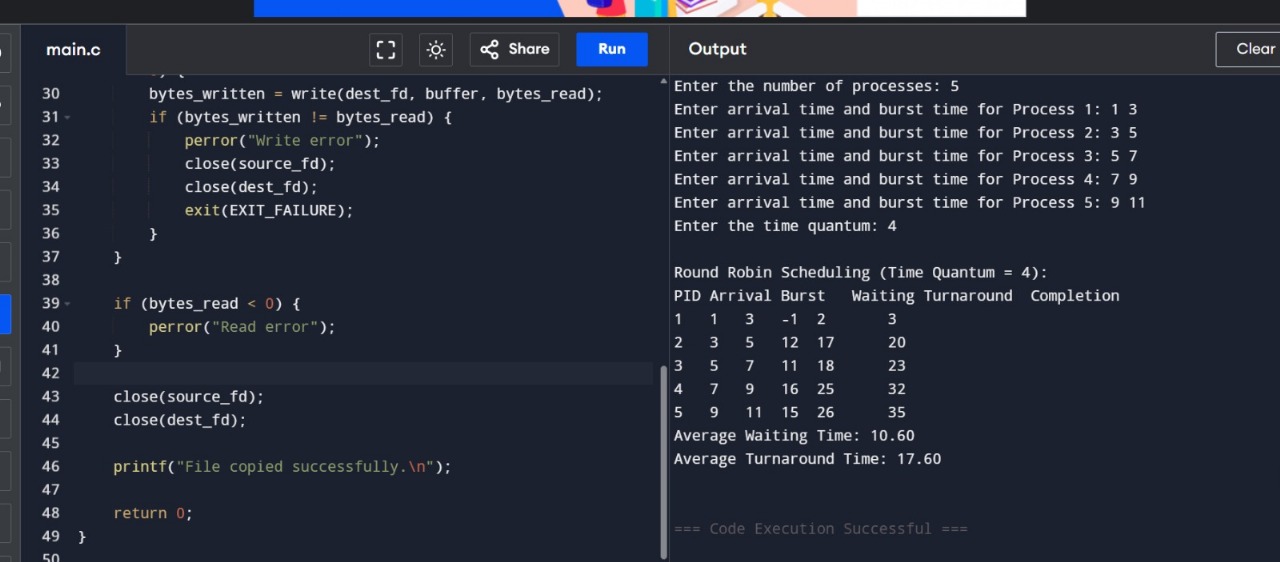 main.c
Share
Run
Output
Clear
30 bytes_written = write(dest_fd, buffer, bytes_read);
31 if (bytes_written != bytes_read) {
32 perror("Write error");
33 close(source_fd);
34 close(dest_fd);
35 exit(EXIT_FAILURE);
36 }
37 }
38
39 if (bytes_read < 0) {
40 perror("Read error");
41 }
42
43 close(source_fd);
44 close(dest_fd);
45
46 printf("File copied successfully.\n");
47
48 return 0;
49 }
50
Enter the number of processes: 5
Enter arrival time and burst time for Process 1: 1 3
Enter arrival time and burst time for Process 2: 3 5
Enter arrival time and burst time for Process 3: 5 7
Enter arrival time and burst time for Process 4: 7 9
Enter arrival time and burst time for Process 5: 9 11
Enter the time quantum: 4
Round Robin Scheduling (Time Quantum = 4):
PID Arrival Burst Waiting Turnaround Completion
1 1 3 -1 2 3
2 3 5 12 17 20
3 5 7 11 18 23
4 7 9 16 25 32
5 9 11 15 26 35
Average Waiting Time: 10.60
Average Turnaround Time: 17.60
=== Code Execution Successful ===